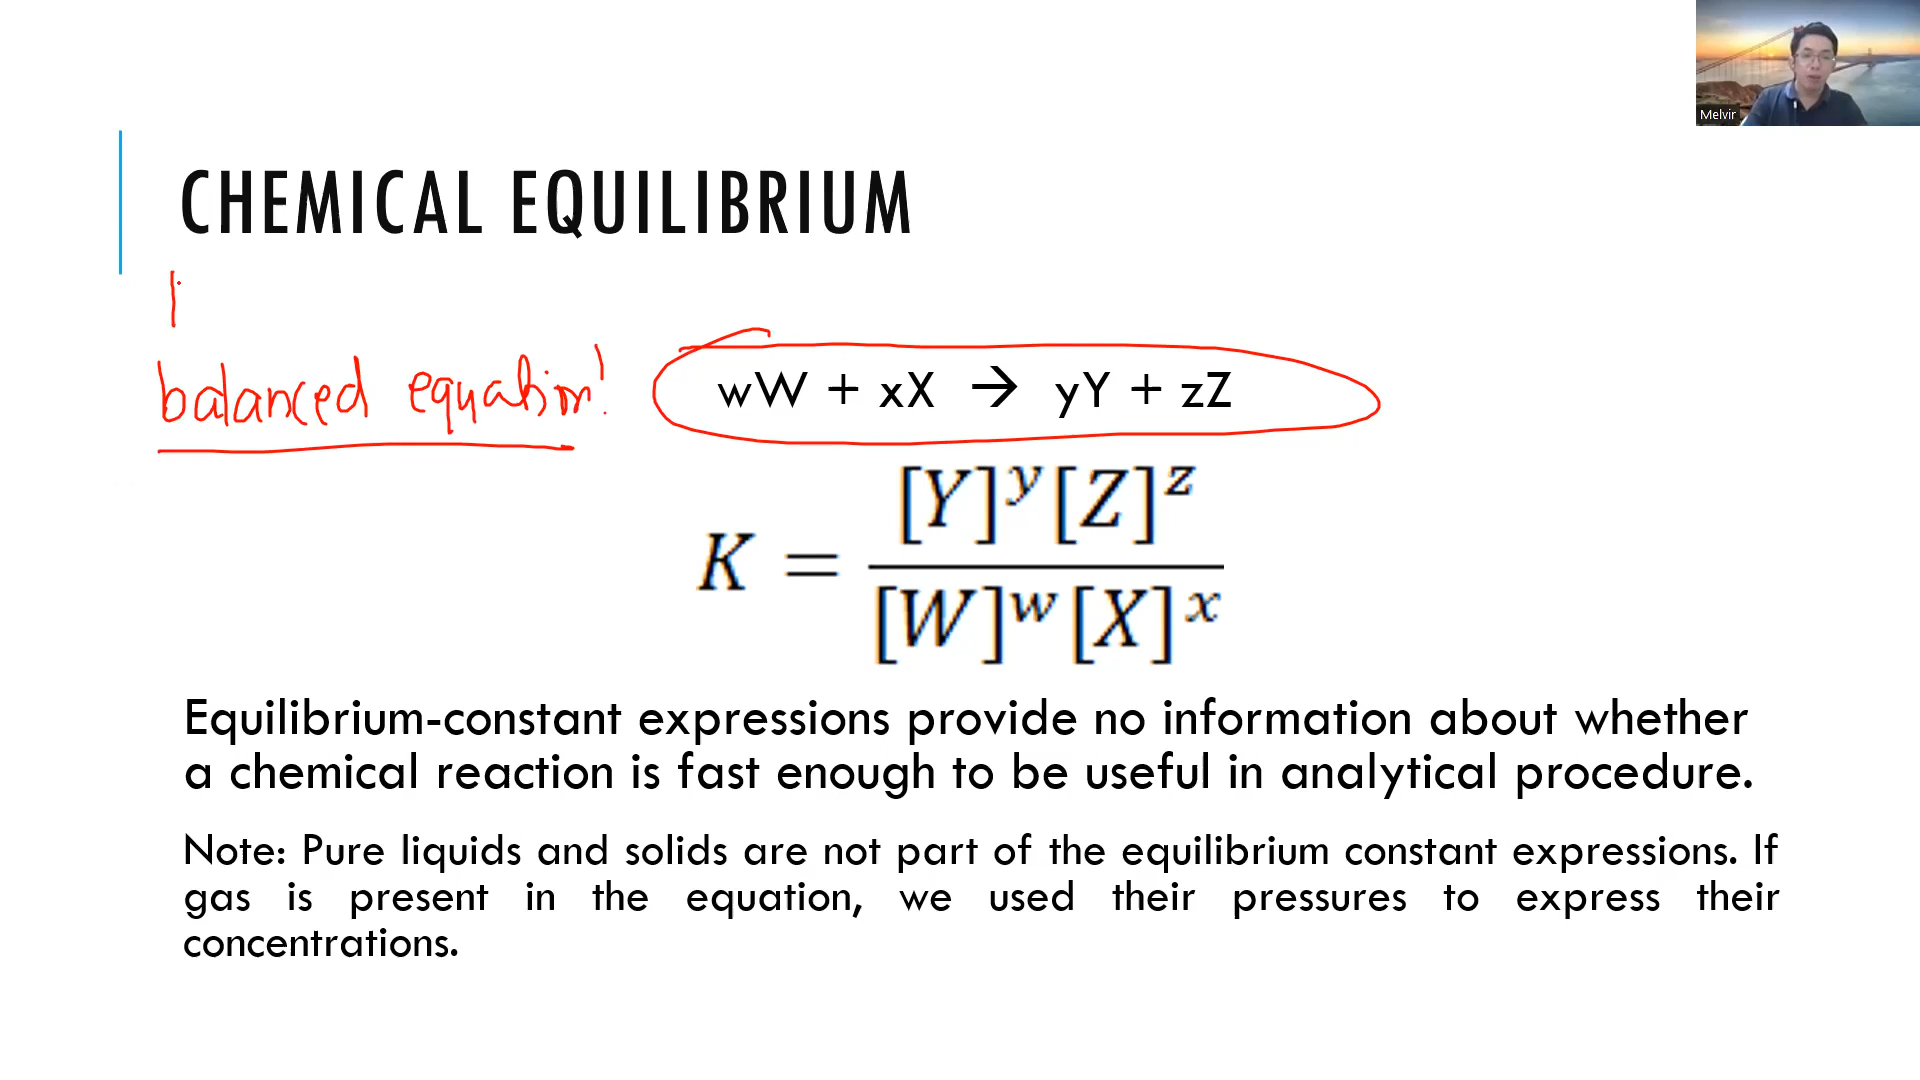 Melvir
CHEMICAL EQUILIBRIUM
balanced equation!
wW + xX → yY + zZ
K = [Y]^y[Z]^z / [W]^w[X]^x
Equilibrium-constant expressions provide no information about whether
a chemical reaction is fast enough to be useful in analytical procedure.
Note: Pure liquids and solids are not part of the equilibrium constant expressions. If
gas is present in the equation, we used their pressures to express their
concentrations.